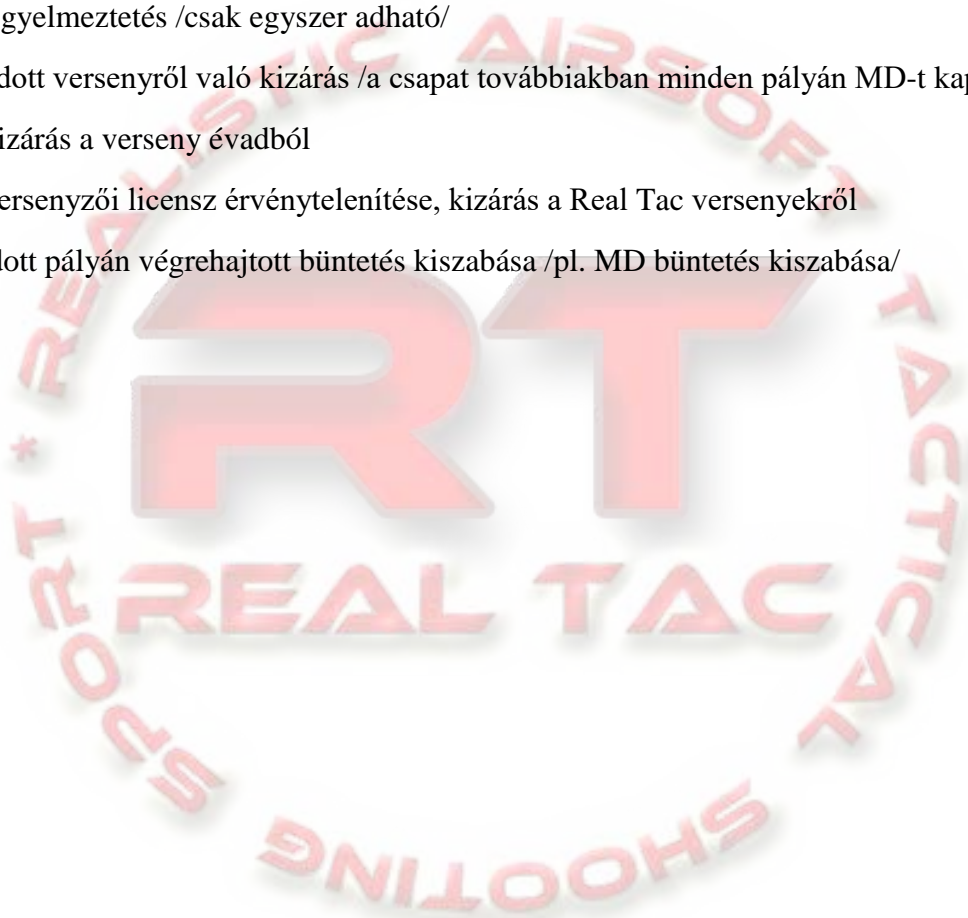 gyelmeztetés /csak egyszer adható/
dott versenyről való kizárás /a csapat továbbiakban minden pályán MD-t kap
izárás a verseny évadból
ersenyzői licensz érvénytelenítése, kizárás a Real Tac versenyekről
dott pályán végrehajtott büntetés kiszabása /pl. MD büntetés kiszabása/
* REALISTIC AIRSOFT TACTICAL SHOOTING SPORT
RT
REAL TAC